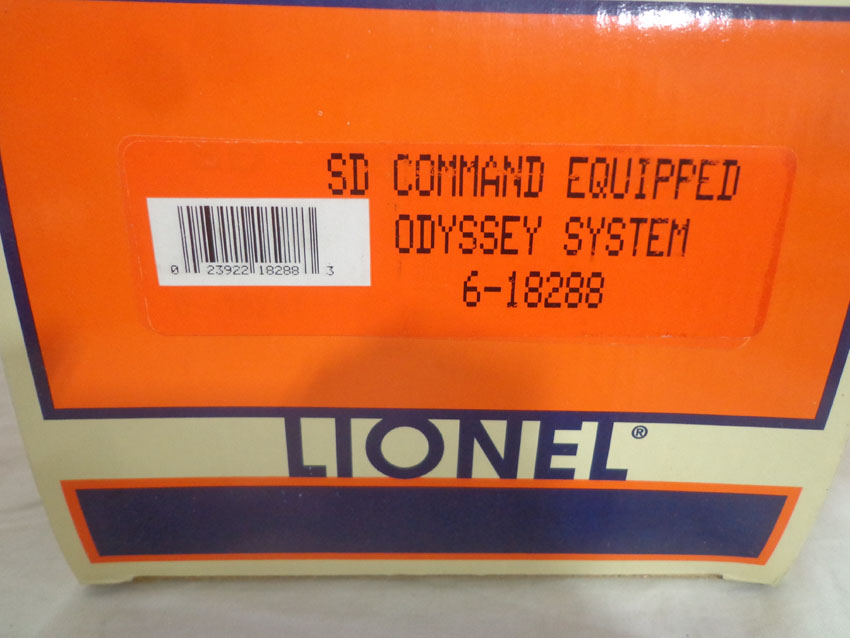 SD COMMAND EQUIPPED
ODYSSEY SYSTEM
6-18288
0 23922 18288 3
LIONEL®